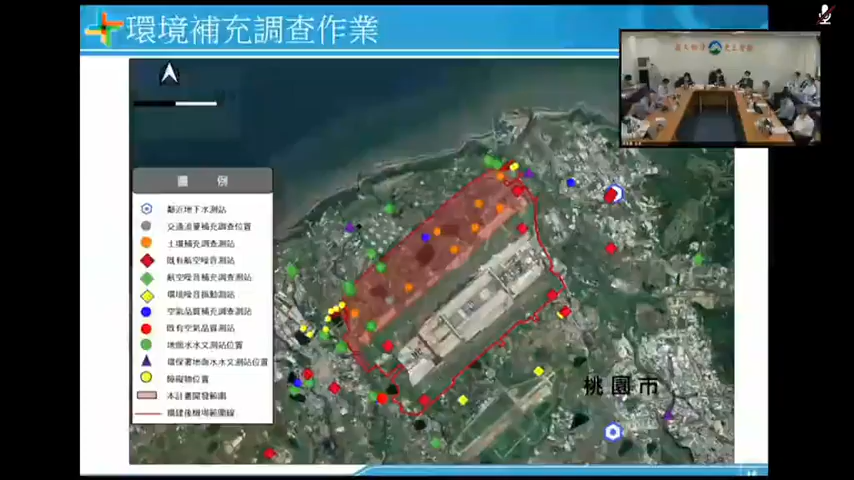 環境補充調查作業
圖 例
鄰近地下水測站
交通流量補充調查位置
土壤補充調查測站
既有航空噪音測站
航空噪音補充調查測站
環境噪音振動測站
空氣品質補充調查測站
既有空氣品質測站
地面水水文測站位置
環保署地面水水文測站位置
障礙物位置
本計畫開發範圍
擴建後機場範圍線
桃園市